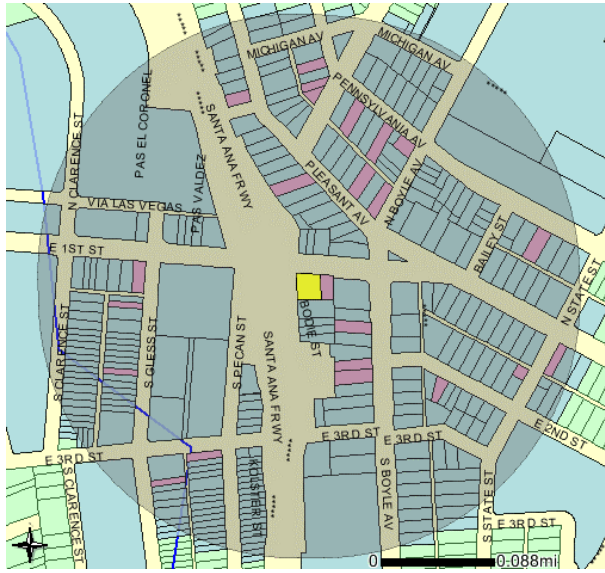 MICHIGAN AV
MICHIGAN AV
PAS EL CORONEL
SANTA ANA FRWY
PENNSYLVANIA AV
N CLARENCE ST
PAS VALDEZ
PLEASANT AV
N BOYLE AV
VIA LAS VEGAS
BAILEY ST
E 1ST ST
N STATE ST
S CLARENCE ST
S GLESS ST
S PECAN ST
BODIE ST
SANTA ANA FRWY
E 2ND ST
E 3RD ST
E 3RD ST
E 3RD ST
S CLARENCE ST
KOLSTER ST
S BOYLE AV
S STATE ST
E 3RD ST
0 0.088mi